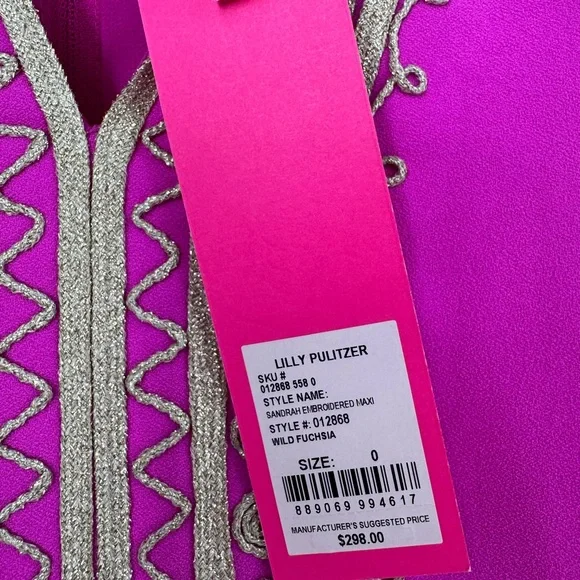 LILLY PULITZER
SKU #
012868 558 0
STYLE NAME:
SANDRAH EMBROIDERED MAXI
STYLE #: 012868
WILD FUCHSIA
SIZE: 0
889069 994617
MANUFACTURER'S SUGGESTED PRICE
$298.00